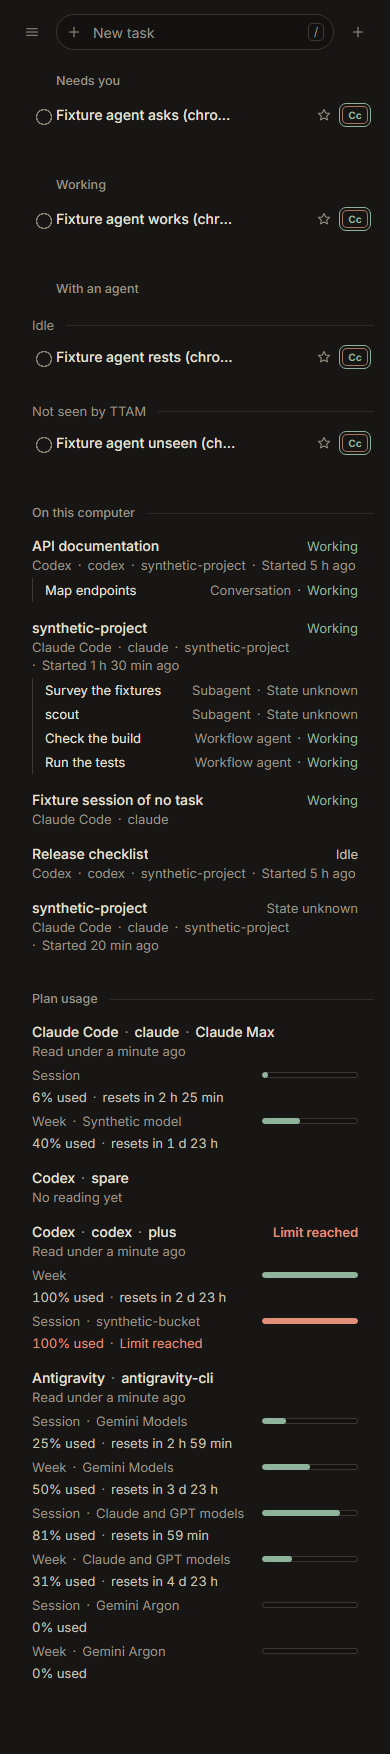 New task /
Needs you
Fixture agent asks (chro... Cc
Working
Fixture agent works (chr... Cc
With an agent
Idle
Fixture agent rests (chro... Cc
Not seen by TTAM
Fixture agent unseen (ch... Cc
On this computer
API documentation Working
Codex · codex · synthetic-project · Started 5 h ago
Map endpoints Conversation · Working
synthetic-project Working
Claude Code · claude · synthetic-project
· Started 1 h 30 min ago
Survey the fixtures Subagent · State unknown
scout Subagent · State unknown
Check the build Workflow agent · Working
Run the tests Workflow agent · Working
Fixture session of no task Working
Claude Code · claude
Release checklist Idle
Codex · codex · synthetic-project · Started 5 h ago
synthetic-project State unknown
Claude Code · claude · synthetic-project
· Started 20 min ago
Plan usage
Claude Code · claude · Claude Max
Read under a minute ago
Session
6% used · resets in 2 h 25 min
Week · Synthetic model
40% used · resets in 1 d 23 h
Codex · spare
No reading yet
Codex · codex · plus Limit reached
Read under a minute ago
Week
100% used · resets in 2 d 23 h
Session · synthetic-bucket
100% used · Limit reached
Antigravity · antigravity-cli
Read under a minute ago
Session · Gemini Models
25% used · resets in 2 h 59 min
Week · Gemini Models
50% used · resets in 3 d 23 h
Session · Claude and GPT models
81% used · resets in 59 min
Week · Claude and GPT models
31% used · resets in 4 d 23 h
Session · Gemini Argon
0% used
Week · Gemini Argon
0% used